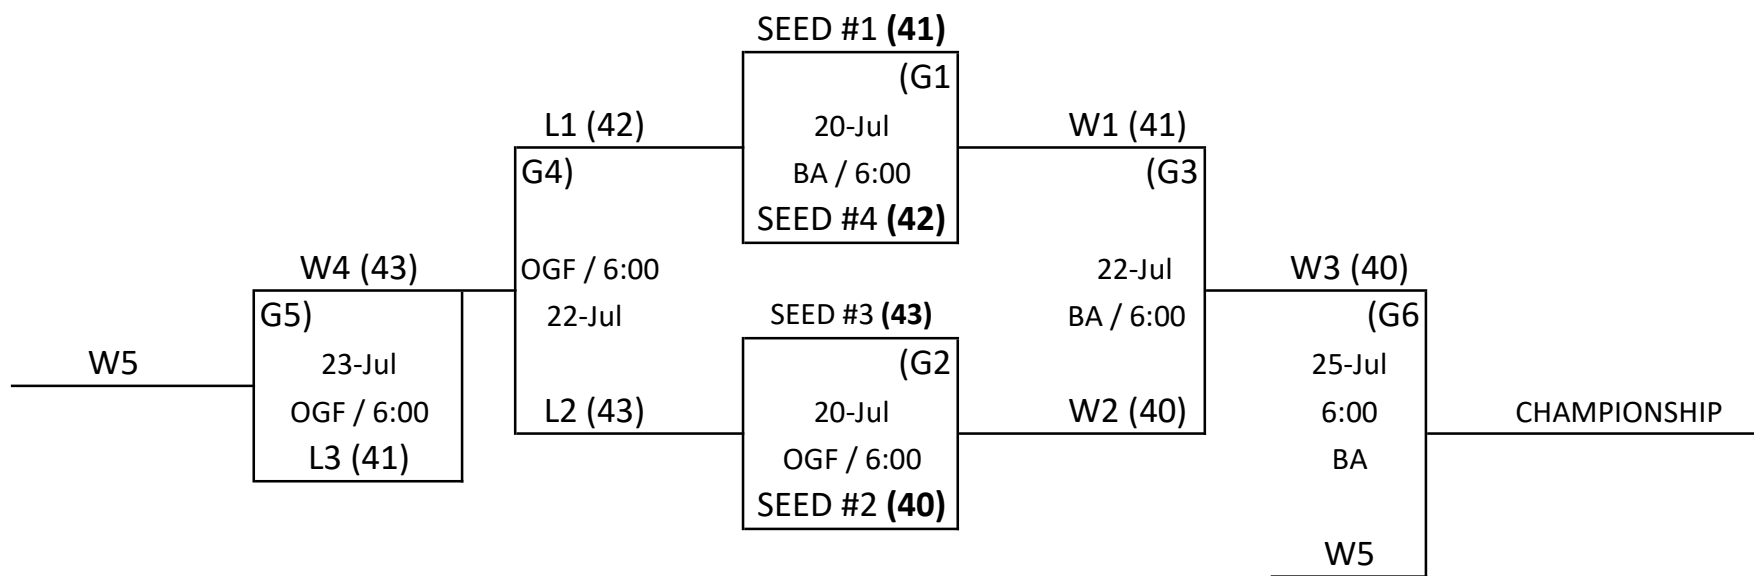 SEED #1 (41)
(G1
L1 (42)
20-Jul
W1 (41)
G4)
BA / 6:00
(G3
SEED #4 (42)
W4 (43)
OGF / 6:00
22-Jul
W3 (40)
G5)
22-Jul
SEED #3 (43)
BA / 6:00
(G6
W5
23-Jul
(G2
25-Jul
OGF / 6:00
L2 (43)
20-Jul
W2 (40)
6:00
CHAMPIONSHIP
L3 (41)
OGF / 6:00
BA
SEED #2 (40)
W5